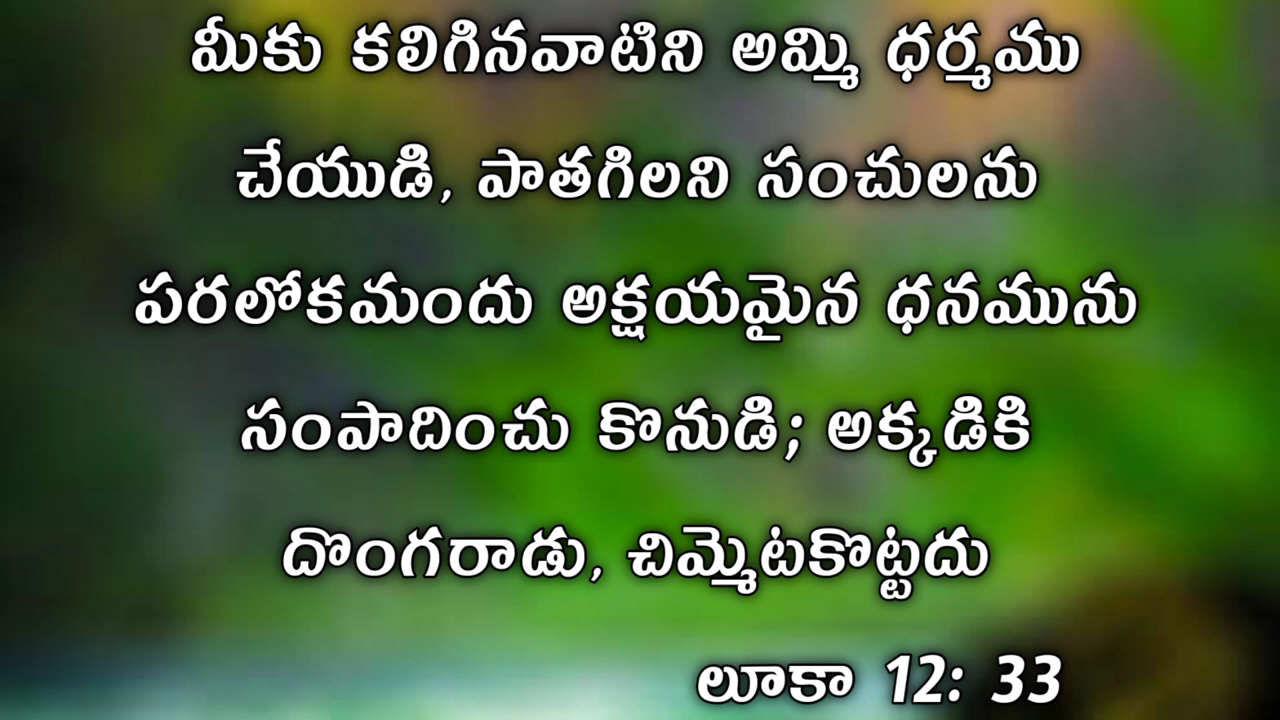 మీకు కలిగినవాటిని అమ్మి ధర్మము
చేయుడి, పాతగిలని సంచులను
పరలోకమందు అక్షయమైన ధనమును
సంపాదించు కొనుడి; అక్కడికి
దొంగరాడు, చిమ్మెటకొట్టదు
లూకా 12: 33